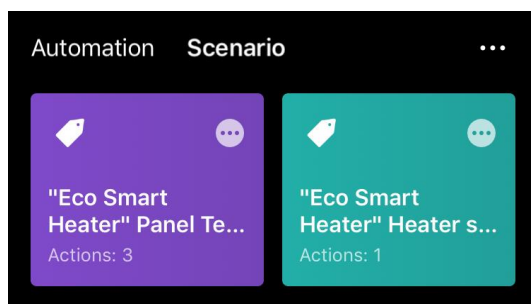 Automation Scenario
"Eco Smart
Heater" Panel Te...
Actions: 3
"Eco Smart
Heater" Heater s...
Actions: 1